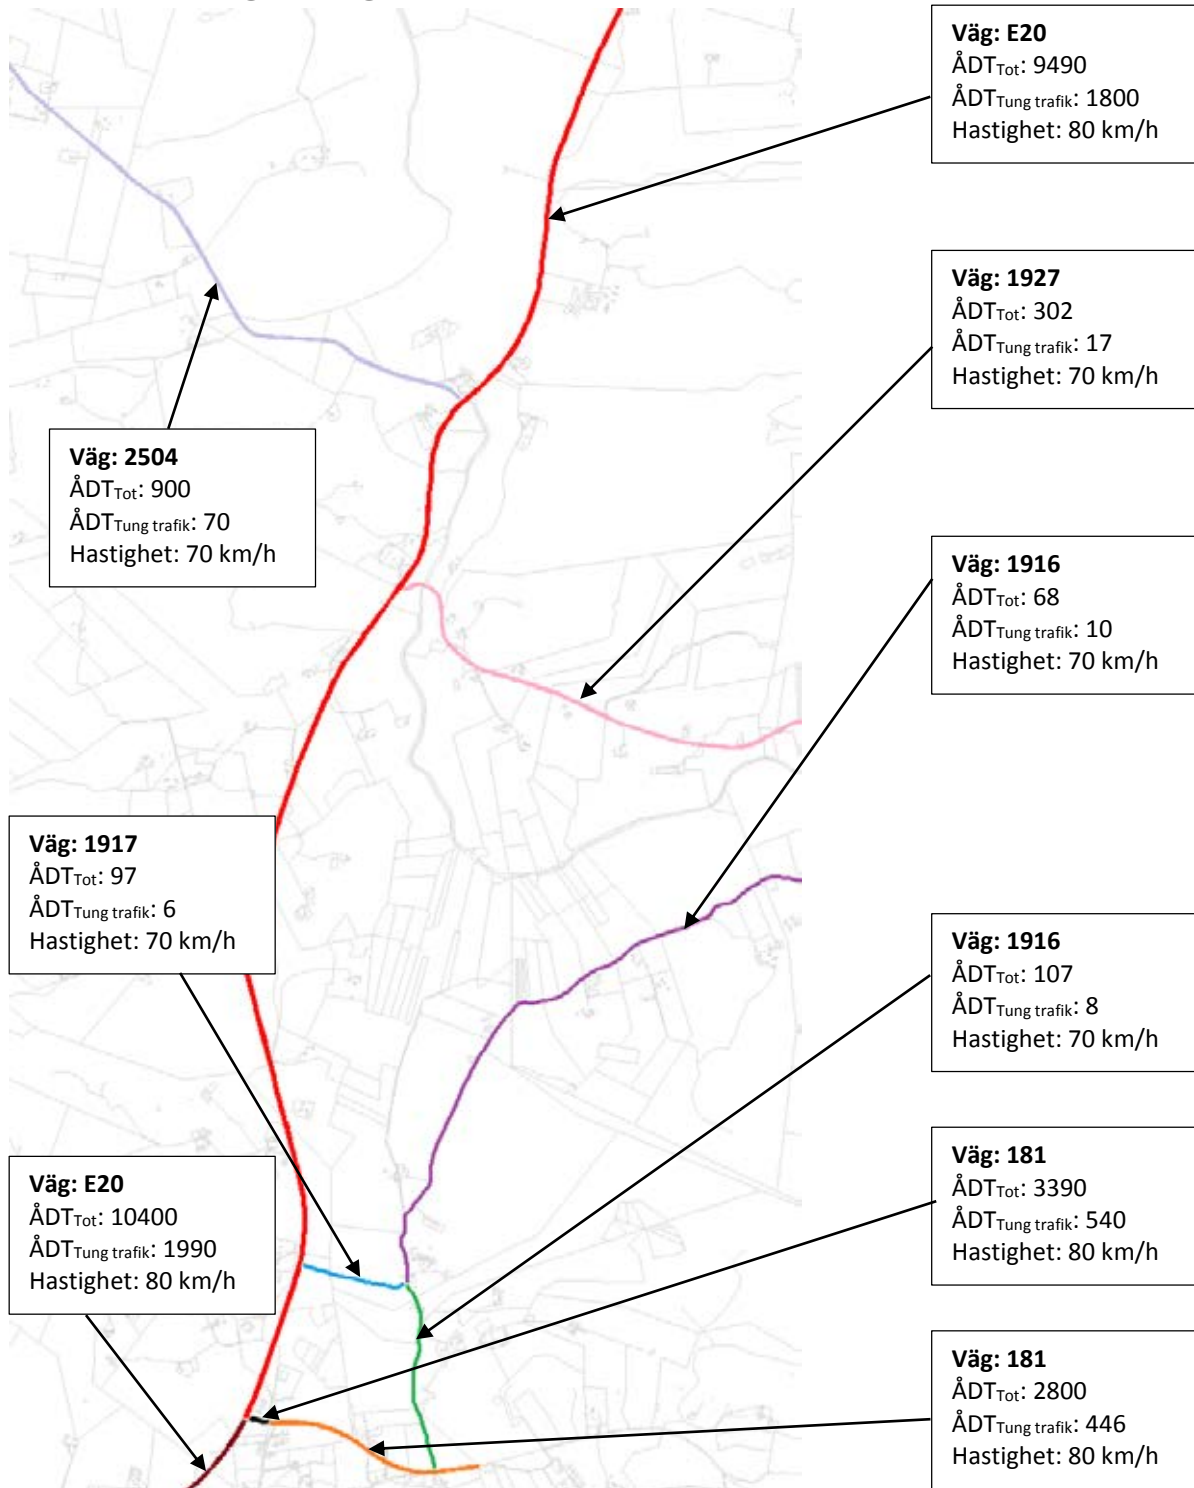 Väg: E20
ÅDTTot: 9490
ÅDTTung trafik: 1800
Hastighet: 80 km/h
Väg: 1927
ÅDTTot: 302
ÅDTTung trafik: 17
Hastighet: 70 km/h
Väg: 2504
ÅDTTot: 900
ÅDTTung trafik: 70
Hastighet: 70 km/h
Väg: 1916
ÅDTTot: 68
ÅDTTung trafik: 10
Hastighet: 70 km/h
Väg: 1917
ÅDTTot: 97
ÅDTTung trafik: 6
Hastighet: 70 km/h
Väg: 1916
ÅDTTot: 107
ÅDTTung trafik: 8
Hastighet: 70 km/h
Väg: 181
ÅDTTot: 3390
ÅDTTung trafik: 540
Hastighet: 80 km/h
Väg: E20
ÅDTTot: 10400
ÅDTTung trafik: 1990
Hastighet: 80 km/h
Väg: 181
ÅDTTot: 2800
ÅDTTung trafik: 446
Hastighet: 80 km/h